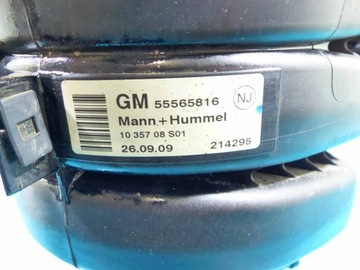 GM 55565816 NJ
Mann+Hummel
10 357 08 S01
26.09.09 214295